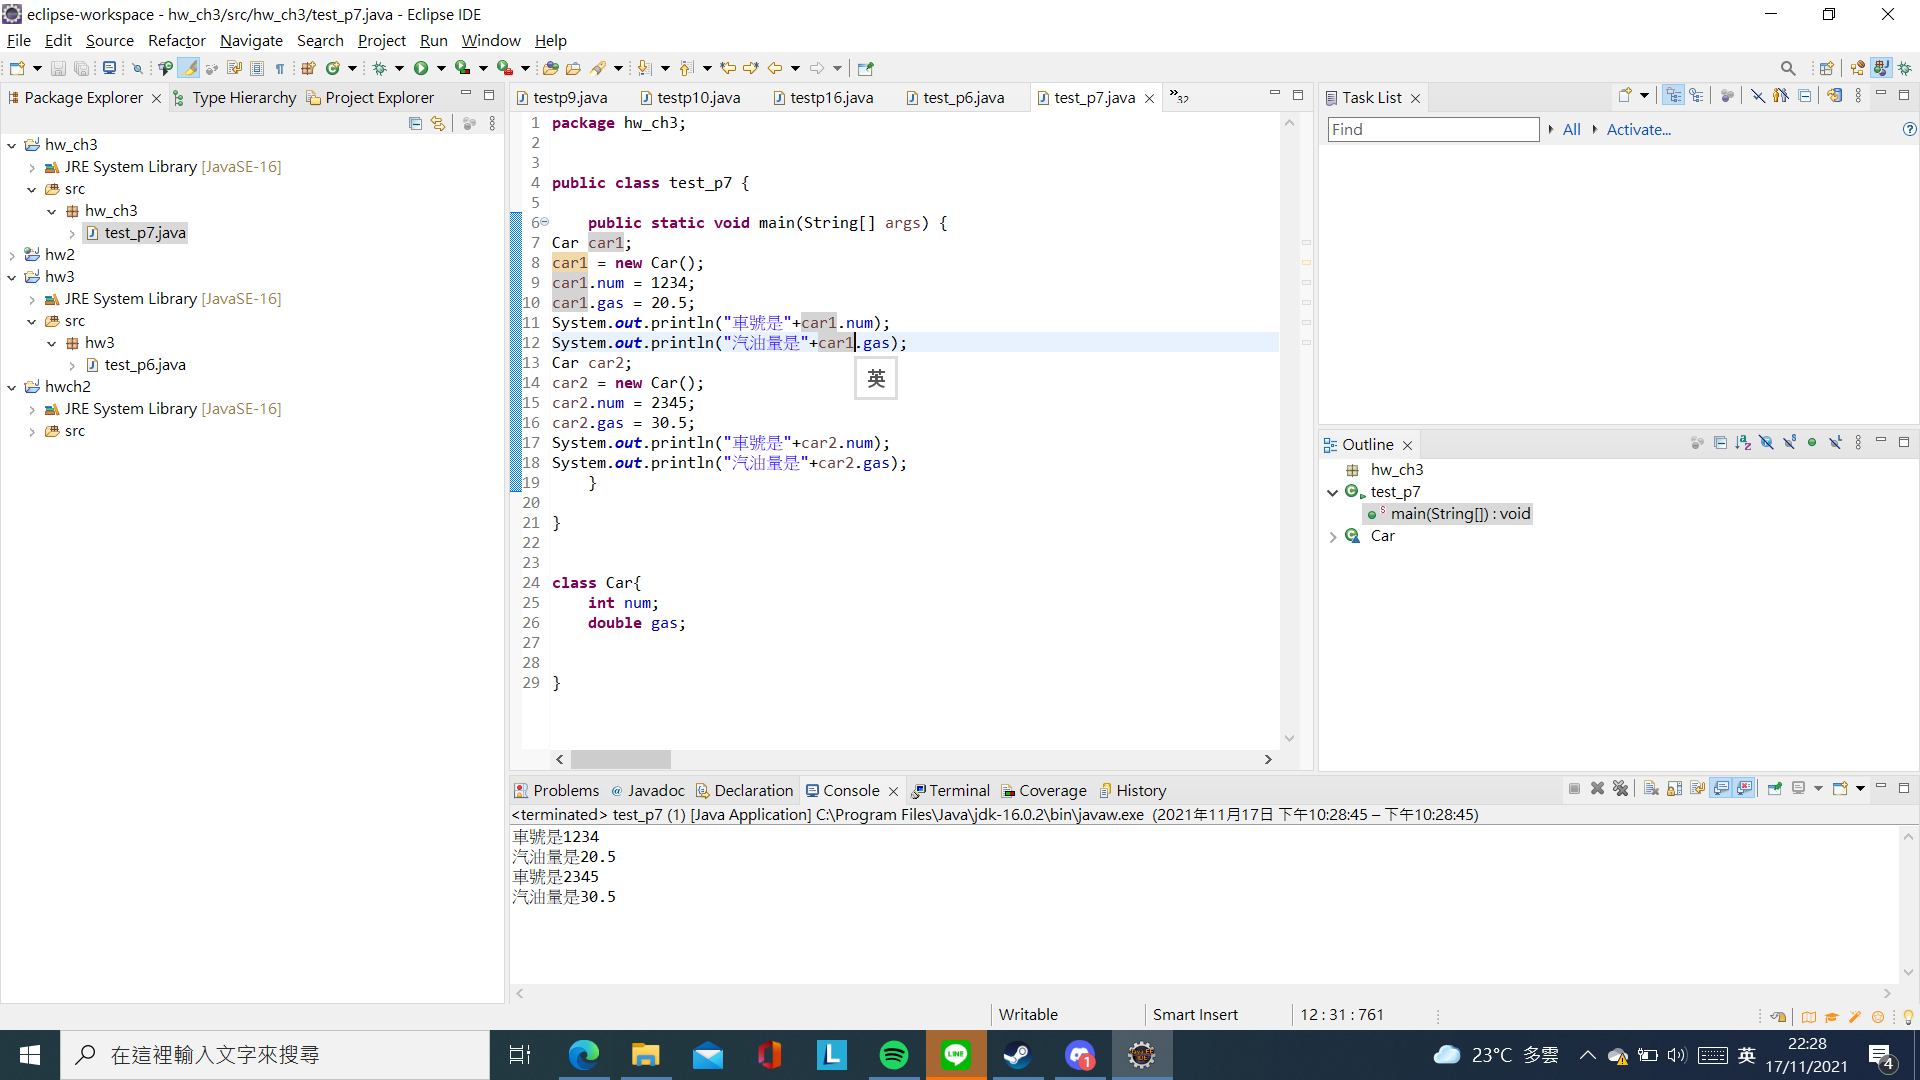 eclipse-workspace - hw_ch3/src/hw_ch3/test_p7.java - Eclipse IDE
File Edit Source Refactor Navigate Search Project Run Window Help
Package Explorer Type Hierarchy Project Explorer
hw_ch3
JRE System Library [JavaSE-16]
src
hw_ch3
test_p7.java
hw2
hw3
JRE System Library [JavaSE-16]
src
hw3
test_p6.java
hwch2
JRE System Library [JavaSE-16]
src
testp9.java testp10.java testp16.java test_p6.java test_p7.java »32
1 package hw_ch3;
2
3
4 public class test_p7 {
5
6 public static void main(String[] args) {
7 Car car1;
8 car1 = new Car();
9 car1.num = 1234;
10 car1.gas = 20.5;
11 System.out.println("車號是"+car1.num);
12 System.out.println("汽油量是"+car1.gas);
13 Car car2;
14 car2 = new Car();
15 car2.num = 2345;
16 car2.gas = 30.5;
17 System.out.println("車號是"+car2.num);
18 System.out.println("汽油量是"+car2.gas);
19 }
20
21 }
22
23
24 class Car{
25 int num;
26 double gas;
27
28
29 }
英
Task List
Find All Activate...
Outline
hw_ch3
test_p7
main(String[]) : void
Car
Problems Javadoc Declaration Console Terminal Coverage History
<terminated> test_p7 (1) [Java Application] C:\Program Files\Java\jdk-16.0.2\bin\javaw.exe (2021年11月17日 下午10:28:45 – 下午10:28:45)
車號是1234
汽油量是20.5
車號是2345
汽油量是30.5
Writable Smart Insert 12 : 31 : 761
在這裡輸入文字來搜尋
L
LINE
1
23°C 多雲
英
22:28
17/11/2021
4